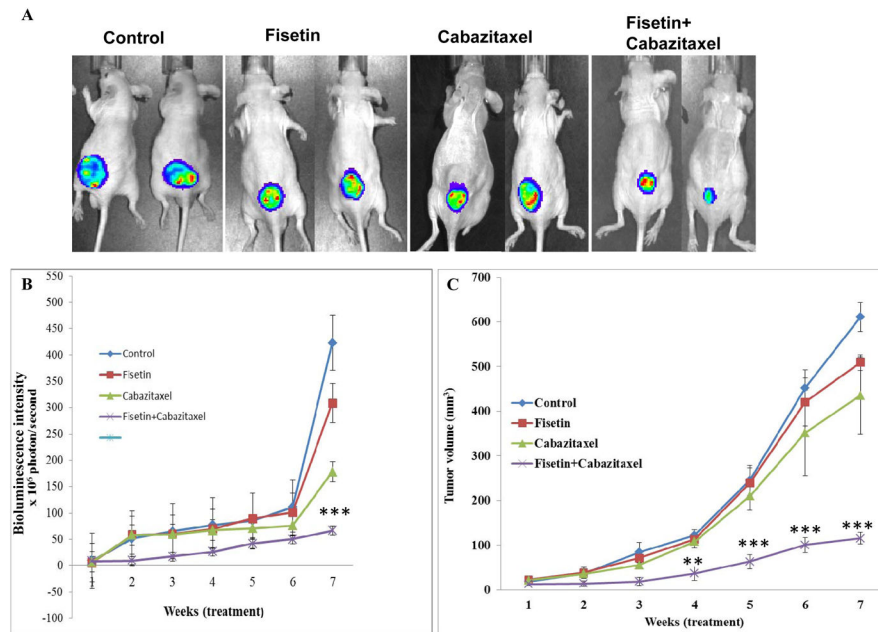 A
Control
Fisetin
Cabazitaxel
Fisetin+
Cabazitaxel
B
550
500
450
400
350
300
250
200
150
100
50
0
-50
-100
Bioluminescence intensity
x 10⁶ photon/second
Control
Fisetin
Cabazitaxel
Fisetin+Cabazitaxel
***
1 2 3 4 5 6 7
Weeks (treatment)
C
700
600
500
400
300
200
100
0
Tumor volume (mm³)
Control
Fisetin
Cabazitaxel
Fisetin+Cabazitaxel
** *** *** ***
1 2 3 4 5 6 7
Weeks (treatment)